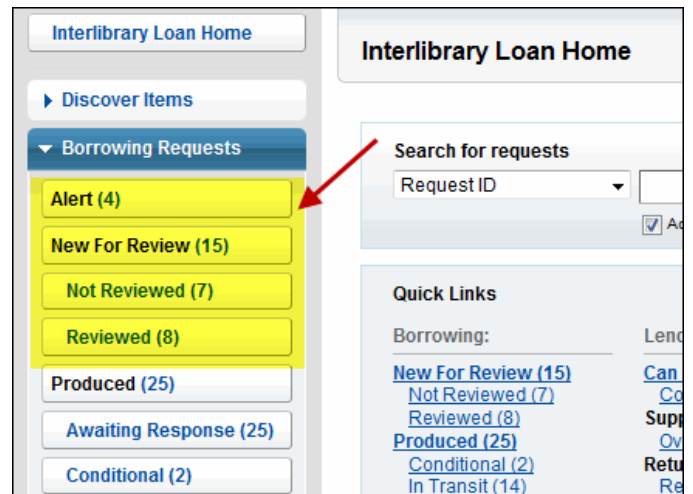 Interlibrary Loan Home
Discover Items
Borrowing Requests
Alert (4)
New For Review (15)
Not Reviewed (7)
Reviewed (8)
Produced (25)
Awaiting Response (25)
Conditional (2)
Interlibrary Loan Home
Search for requests
Request ID
Quick Links
Borrowing:
New For Review (15)
Not Reviewed (7)
Reviewed (8)
Produced (25)
Conditional (2)
In Transit (14)
Can